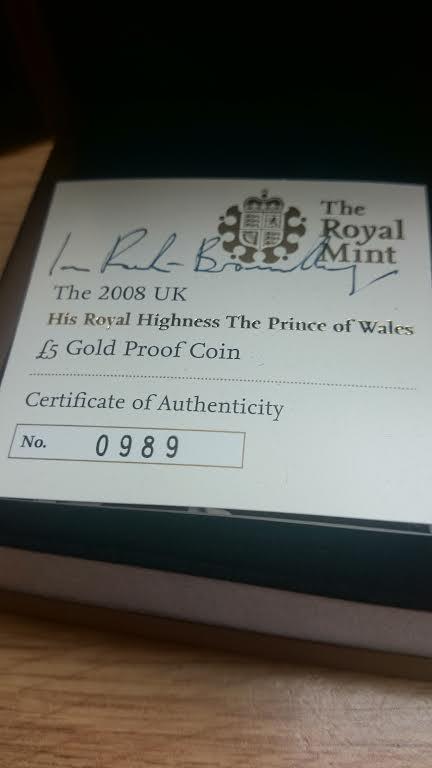 The
Royal
Mint
The 2008 UK
His Royal Highness The Prince of Wales
£5 Gold Proof Coin
Certificate of Authenticity
No. 0989